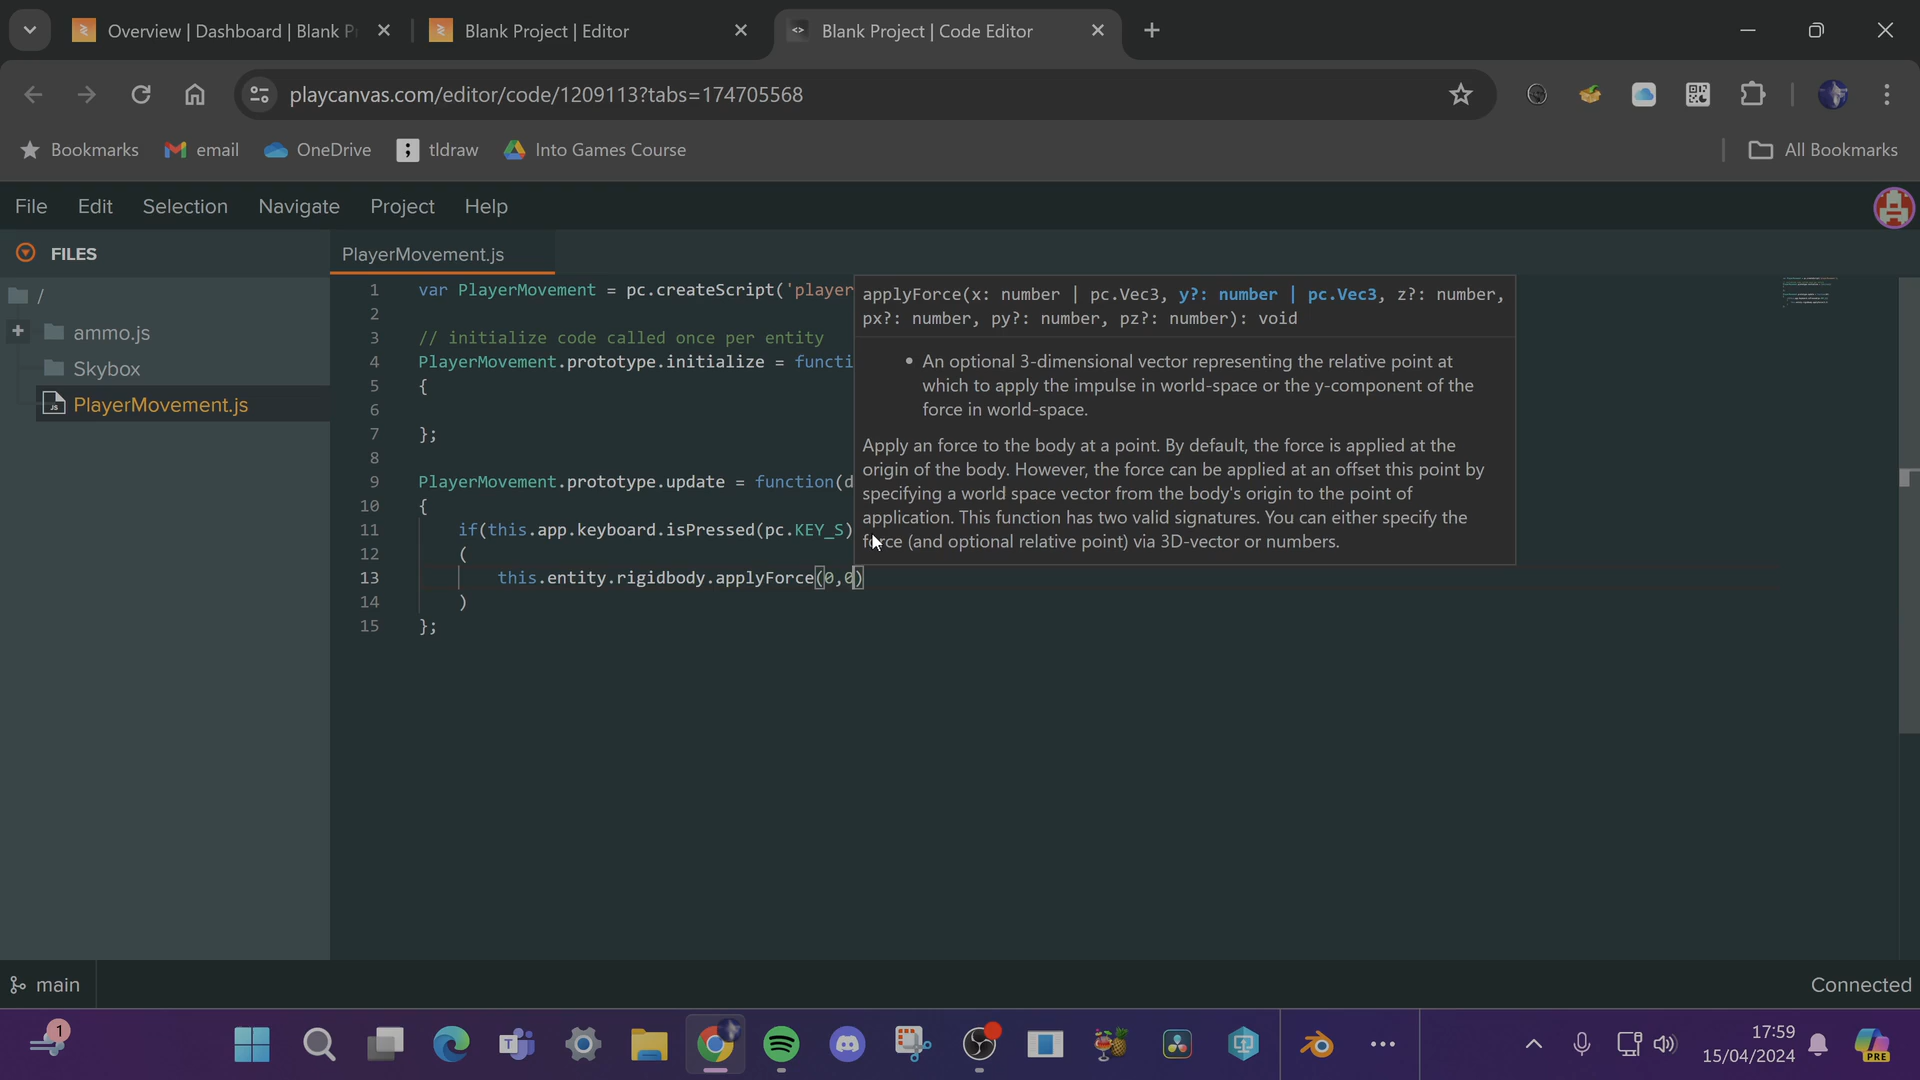 Overview | Dashboard | Blank P
Blank Project | Editor
Blank Project | Code Editor
playcanvas.com/editor/code/1209113?tabs=174705568
Bookmarks
email
OneDrive
tldraw
Into Games Course
All Bookmarks
File
Edit
Selection
Navigate
Project
Help
FILES
PlayerMovement.js
/
ammo.js
Skybox
PlayerMovement.js
1 var PlayerMovement = pc.createScript('player
2
3 // initialize code called once per entity
4 PlayerMovement.prototype.initialize = functi
5 {
6
7 };
8
9 PlayerMovement.prototype.update = function(d
10 {
11 if(this.app.keyboard.isPressed(pc.KEY_S)
12 (
13 this.entity.rigidbody.applyForce(0,0)
14 )
15 };
applyForce(x: number | pc.Vec3, y?: number | pc.Vec3, z?: number,
px?: number, py?: number, pz?: number): void
• An optional 3-dimensional vector representing the relative point at
which to apply the impulse in world-space or the y-component of the
force in world-space.
Apply an force to the body at a point. By default, the force is applied at the
origin of the body. However, the force can be applied at an offset this point by
specifying a world space vector from the body's origin to the point of
application. This function has two valid signatures. You can either specify the
force (and optional relative point) via 3D-vector or numbers.
main
Connected
1
17:59
15/04/2024
PRE